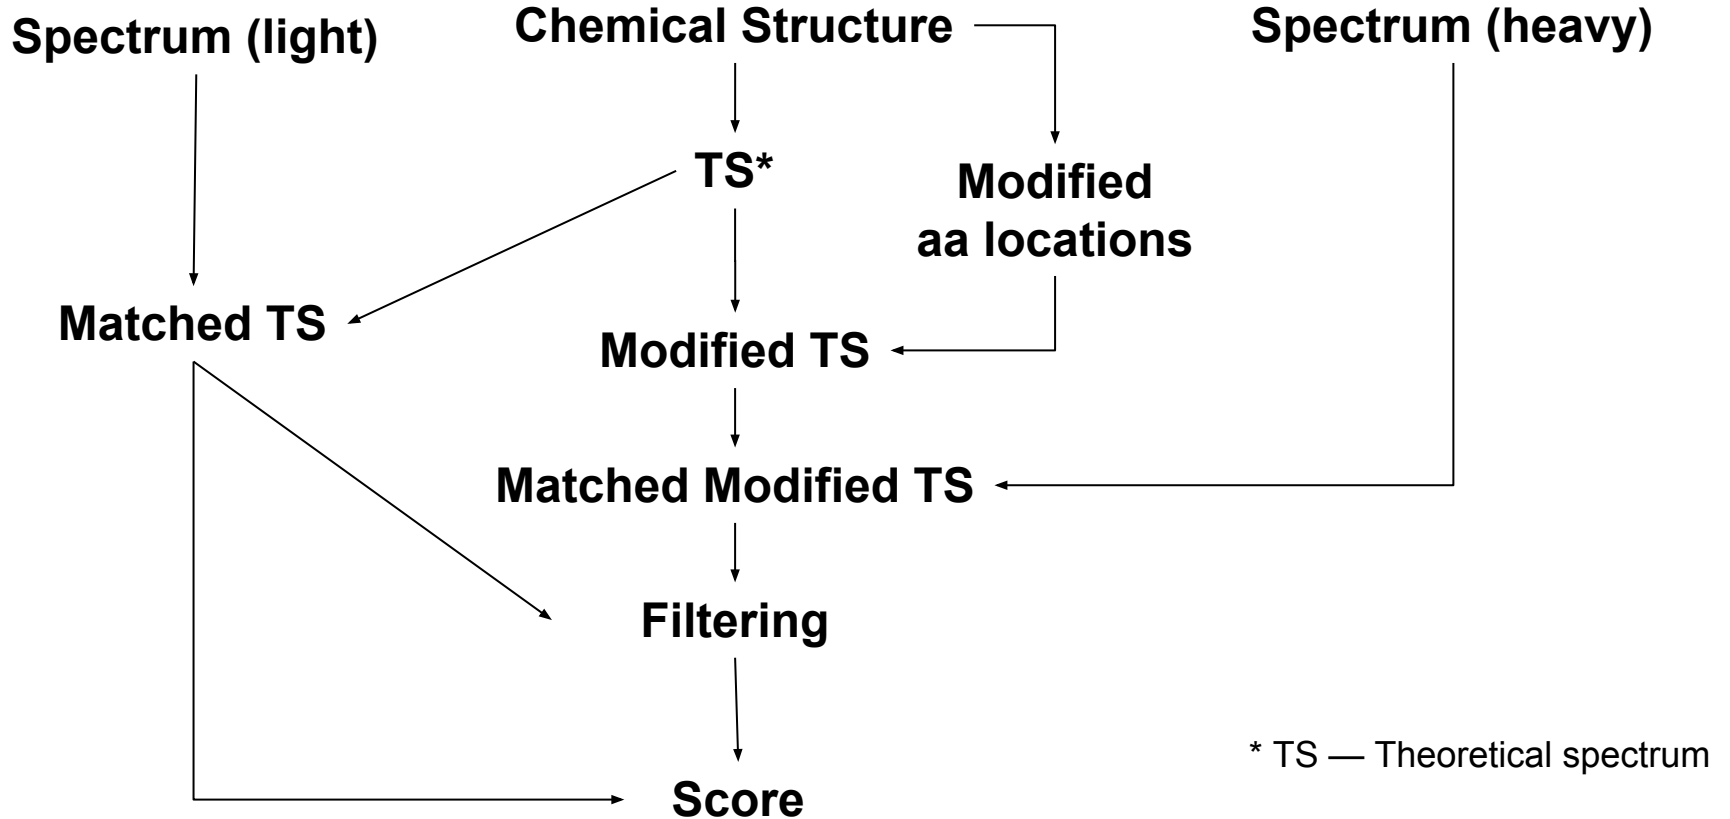 Spectrum (light)
Chemical Structure
Spectrum (heavy)
TS*
Modified
aa locations
Matched TS
Modified TS
Matched Modified TS
Filtering
* TS — Theoretical spectrum
Score